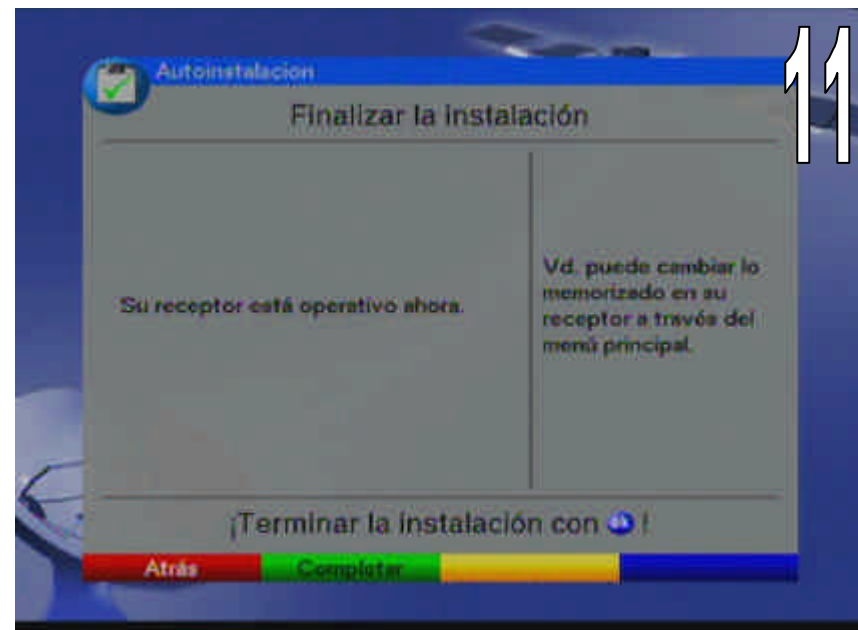 11
Autoinstalacion
Finalizar la instalación
Su receptor está operativo ahora.
Vd. puede cambiar lo
memorizado en su
receptor a través del
menú principal.
¡Terminar la instalación con !
Atrás Completar